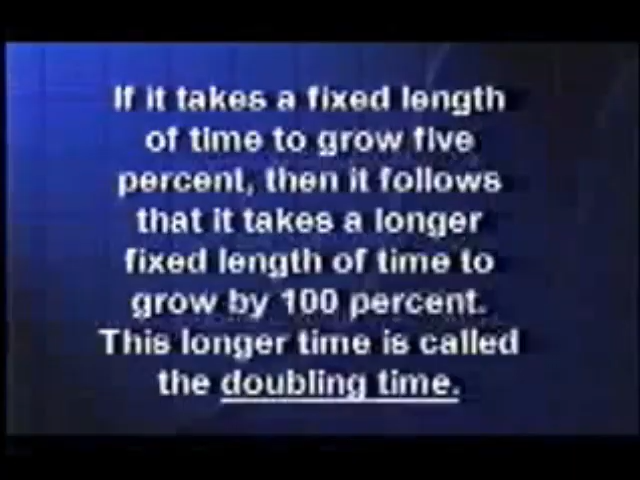 If it takes a fixed length
of time to grow five
percent, then it follows
that it takes a longer
fixed length of time to
grow by 100 percent.
This longer time is called
the doubling time.